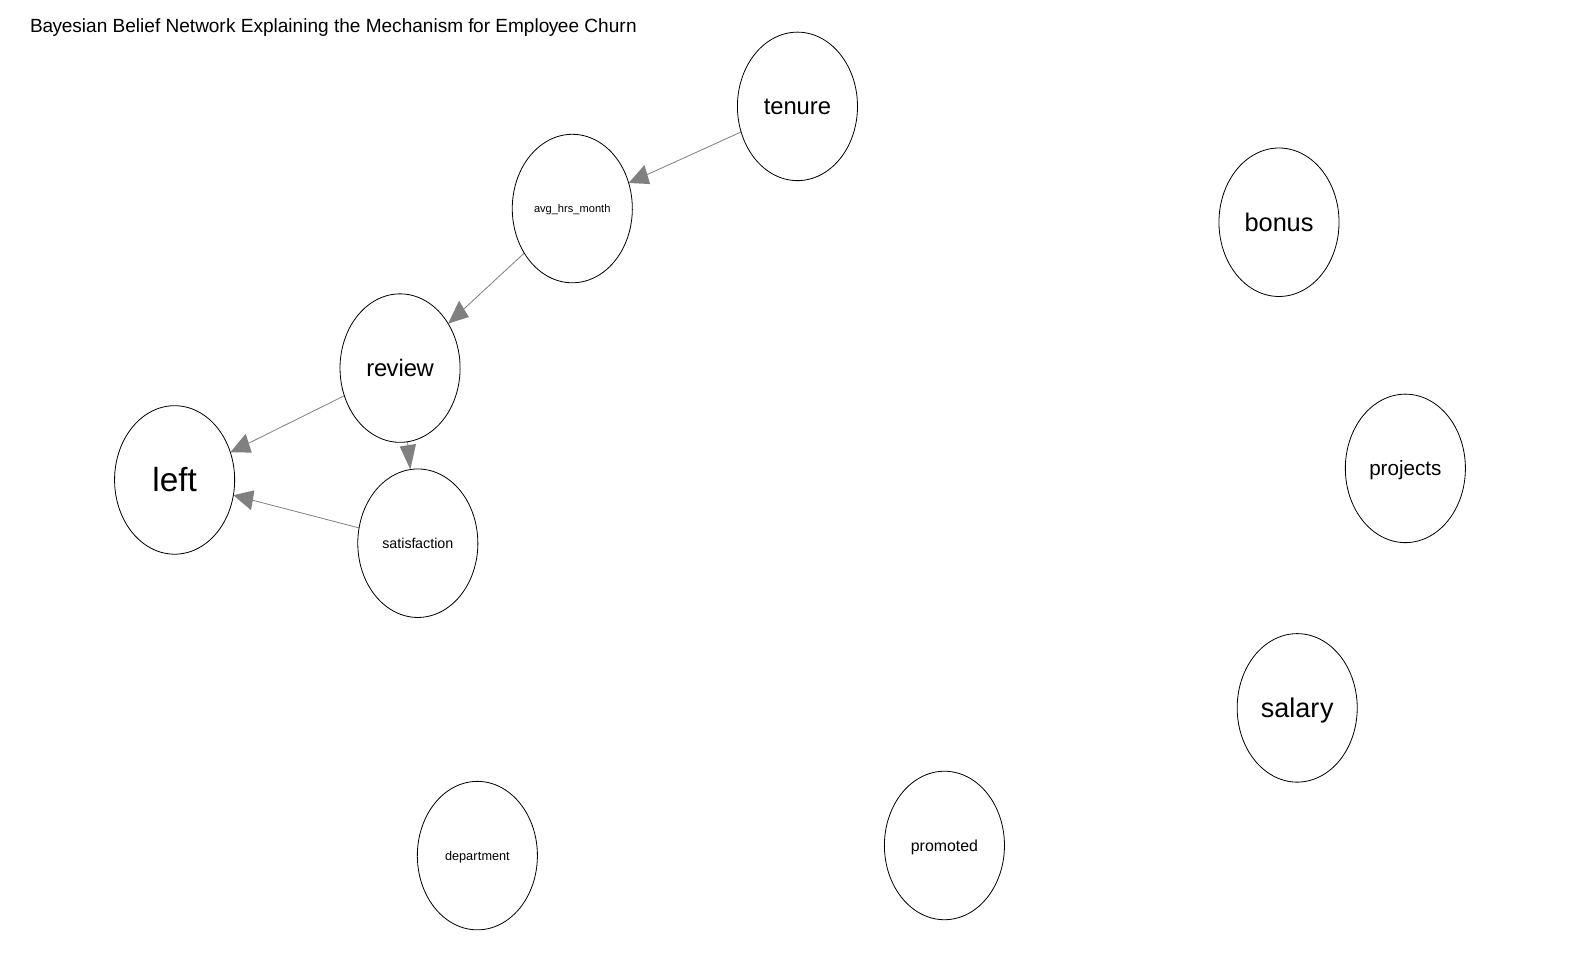 Bayesian Belief Network Explaining the Mechanism for Employee Churn
tenure
avg_hrs_month
bonus
review
left
projects
satisfaction
salary
department
promoted